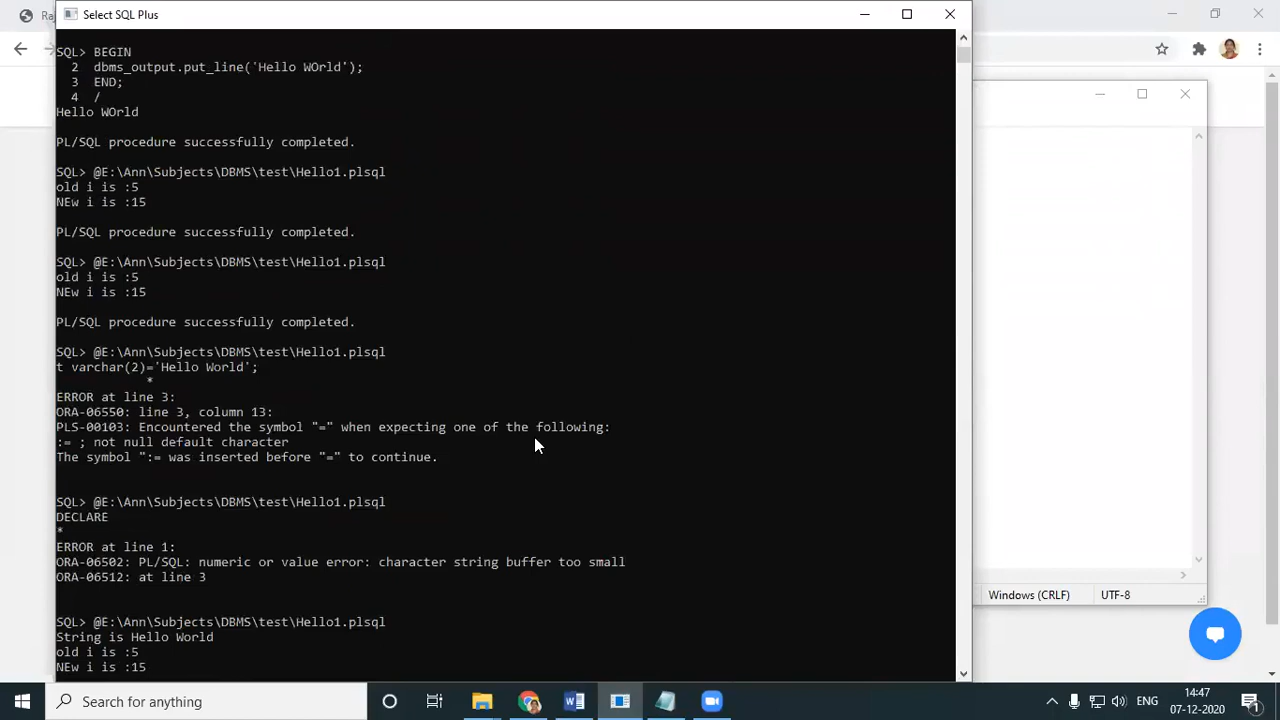 Ra
Select SQL Plus
SQL> BEGIN
2 dbms_output.put_line('Hello WOrld');
3 END;
4 /
Hello WOrld
PL/SQL procedure successfully completed.
SQL> @E:\Ann\Subjects\DBMS\test\Hello1.plsql
old i is :5
NEw i is :15
PL/SQL procedure successfully completed.
SQL> @E:\Ann\Subjects\DBMS\test\Hello1.plsql
old i is :5
NEw i is :15
PL/SQL procedure successfully completed.
SQL> @E:\Ann\Subjects\DBMS\test\Hello1.plsql
t varchar(2)='Hello World';
*
ERROR at line 3:
ORA-06550: line 3, column 13:
PLS-00103: Encountered the symbol "=" when expecting one of the following:
:= ; not null default character
The symbol ":= was inserted before "=" to continue.
SQL> @E:\Ann\Subjects\DBMS\test\Hello1.plsql
DECLARE
*
ERROR at line 1:
ORA-06502: PL/SQL: numeric or value error: character string buffer too small
ORA-06512: at line 3
SQL> @E:\Ann\Subjects\DBMS\test\Hello1.plsql
String is Hello World
old i is :5
NEw i is :15
Windows (CRLF) UTF-8
Search for anything
ENG
14:47
07-12-2020
1